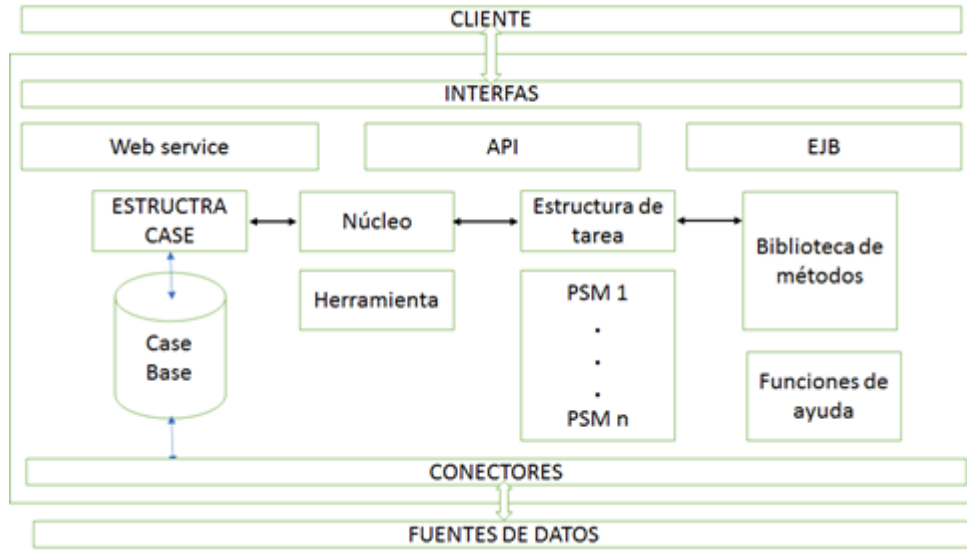 CLIENTE
INTERFAS
Web service
API
EJB
ESTRUCTRA
CASE
Núcleo
Estructura de
tarea
Biblioteca de
métodos
Herramienta
PSM 1
.
.
.
PSM n
Case
Base
Funciones de
ayuda
CONECTORES
FUENTES DE DATOS